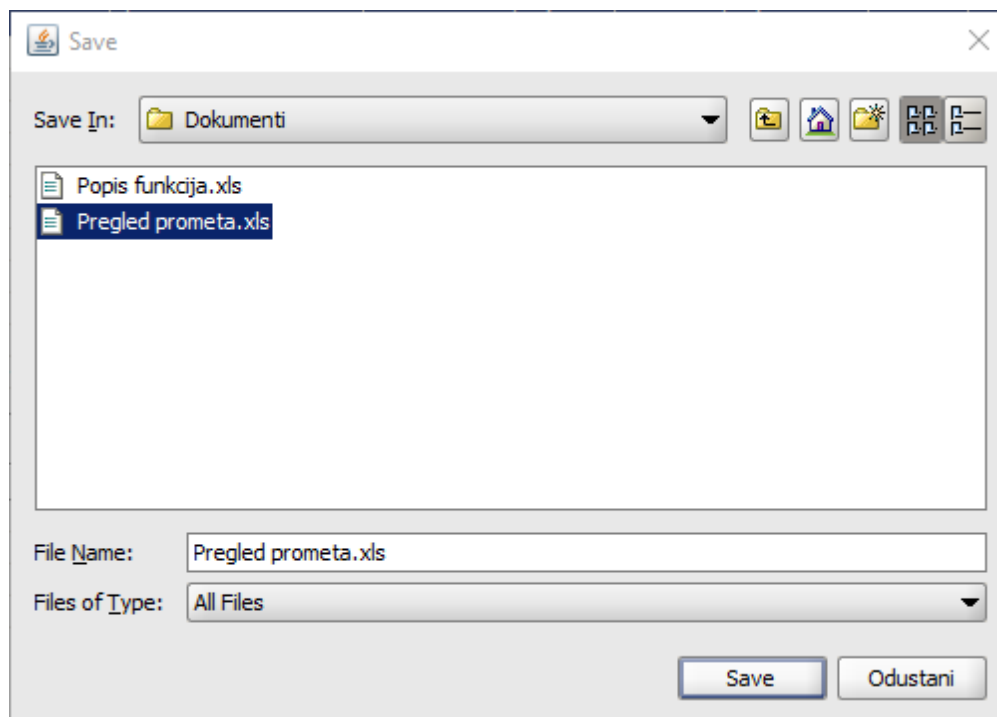 Save
Save In: Dokumenti
Popis funkcija.xls
Pregled prometa.xls
File Name: Pregled prometa.xls
Files of Type: All Files
Save Odustani